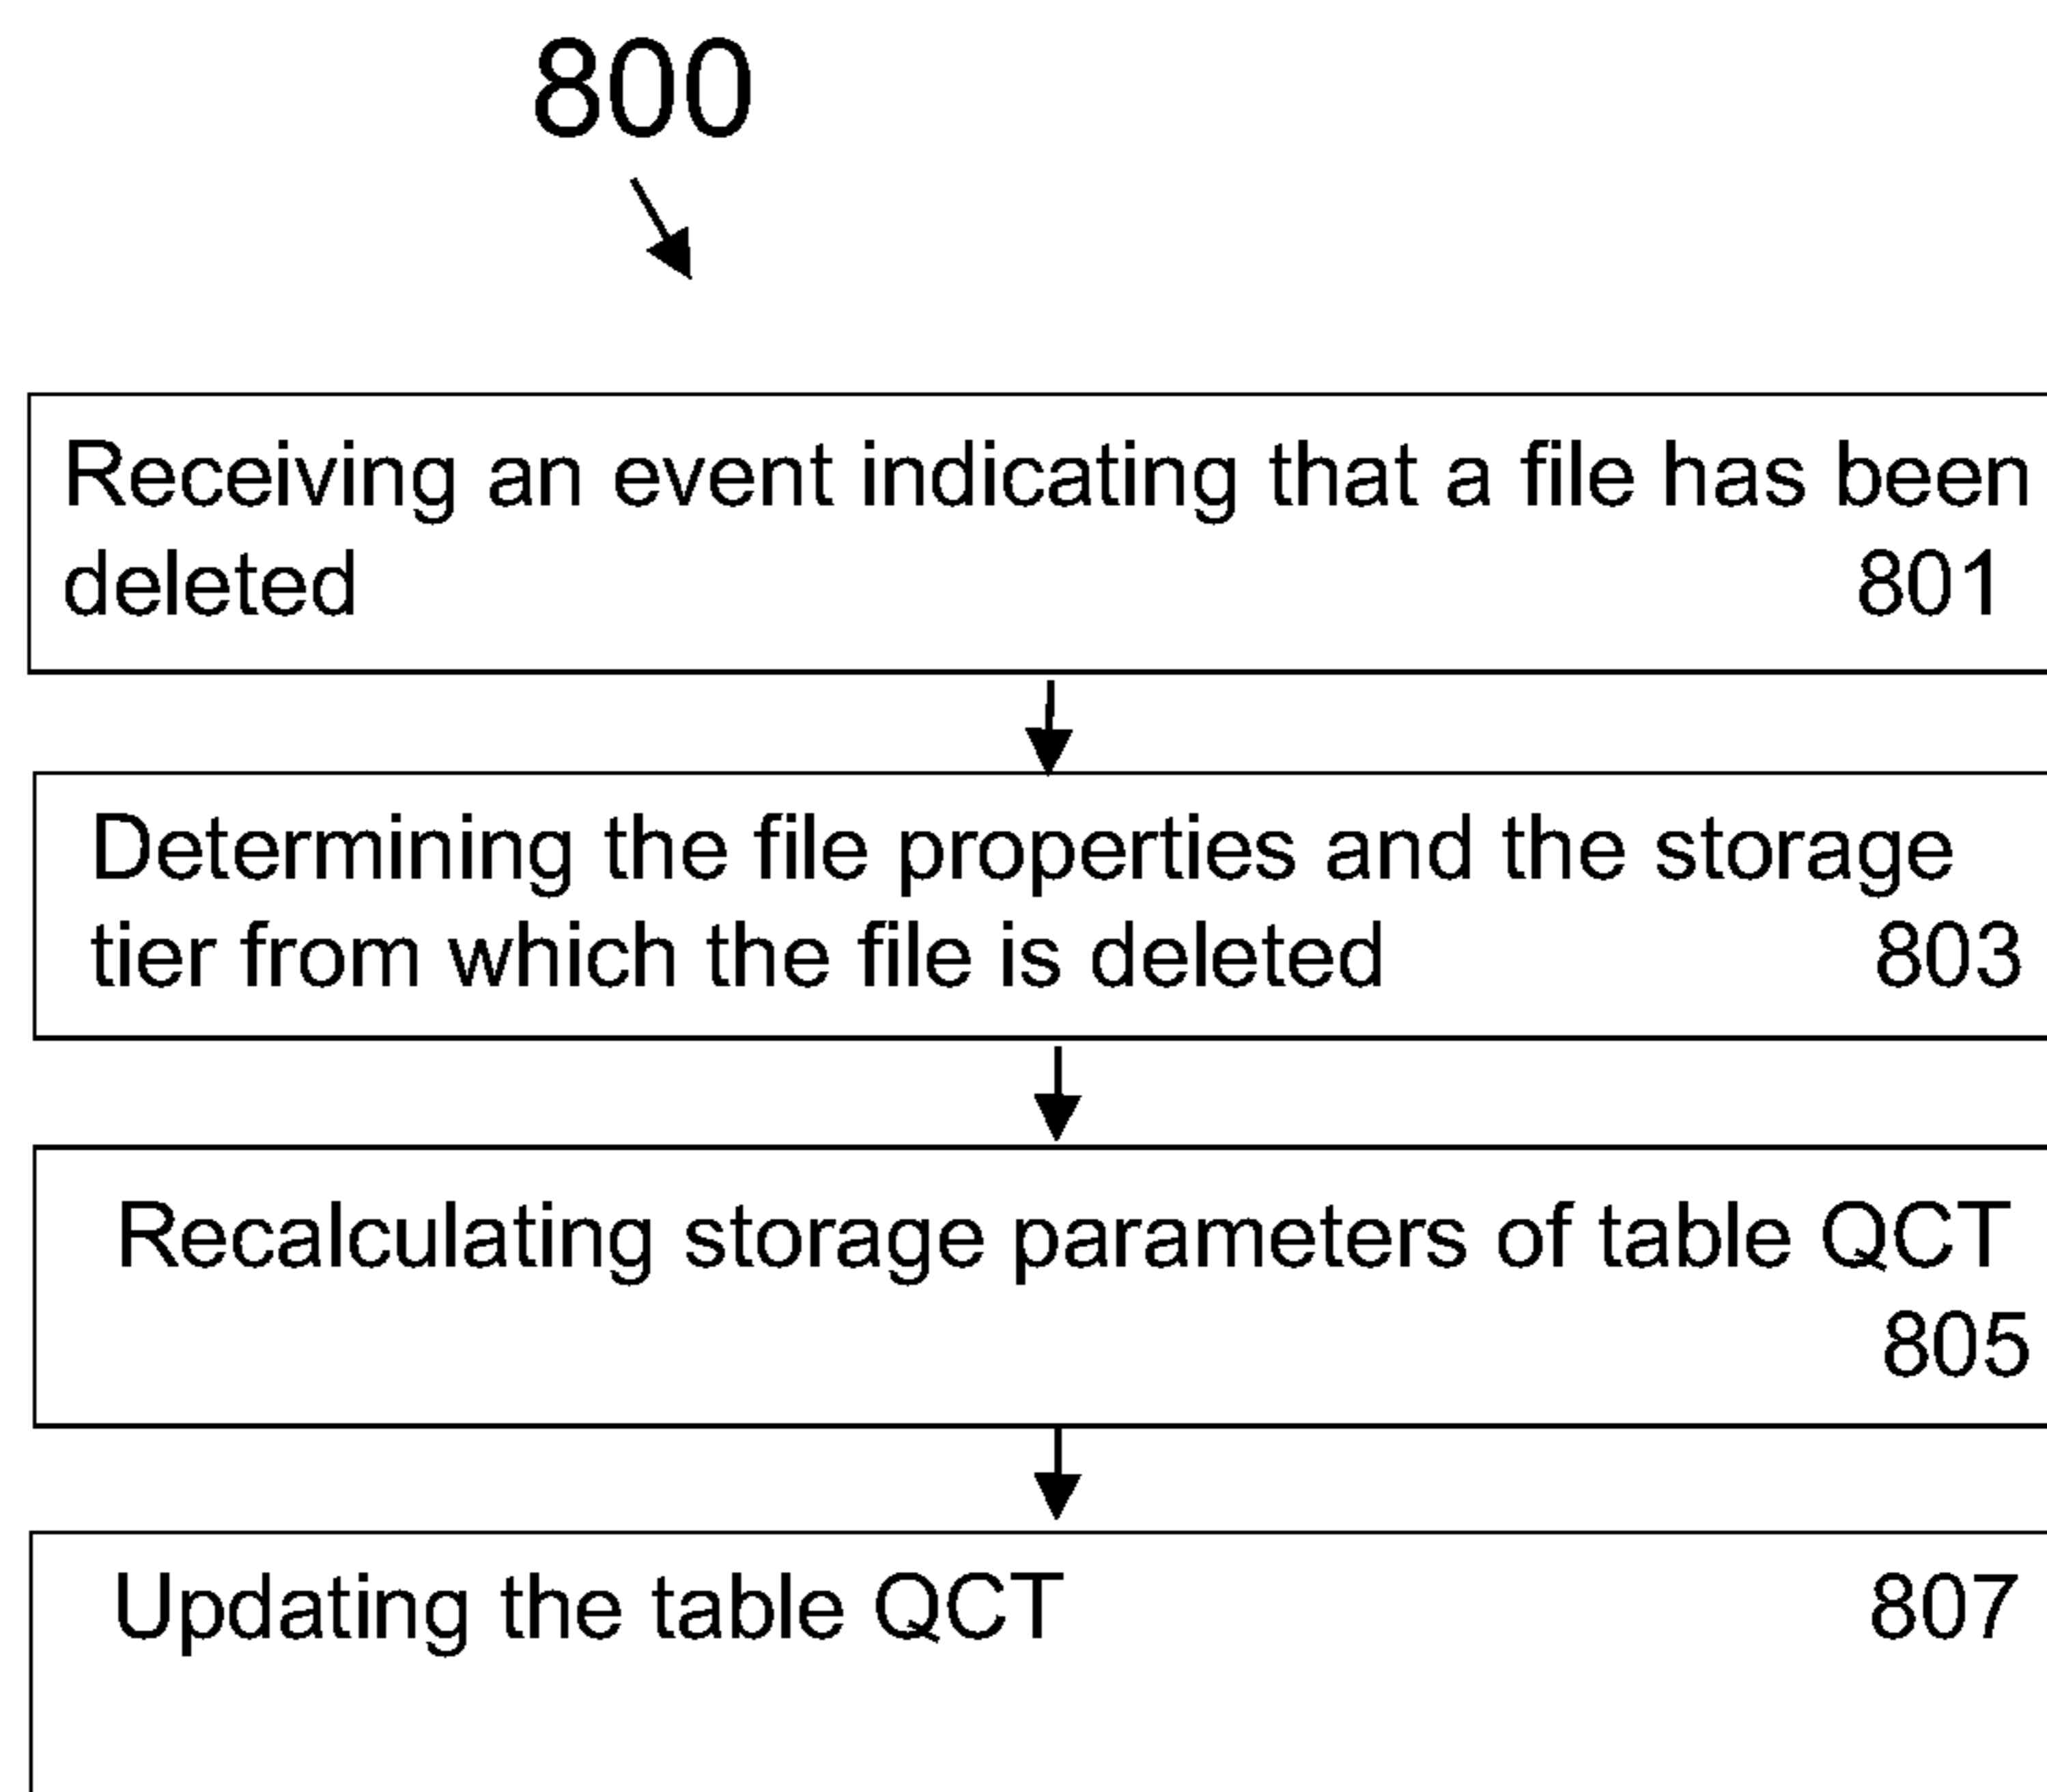 800
Receiving an event indicating that a file has been
deleted 801
Determining the file properties and the storage
tier from which the file is deleted 803
Recalculating storage parameters of table QCT
805
Updating the table QCT 807